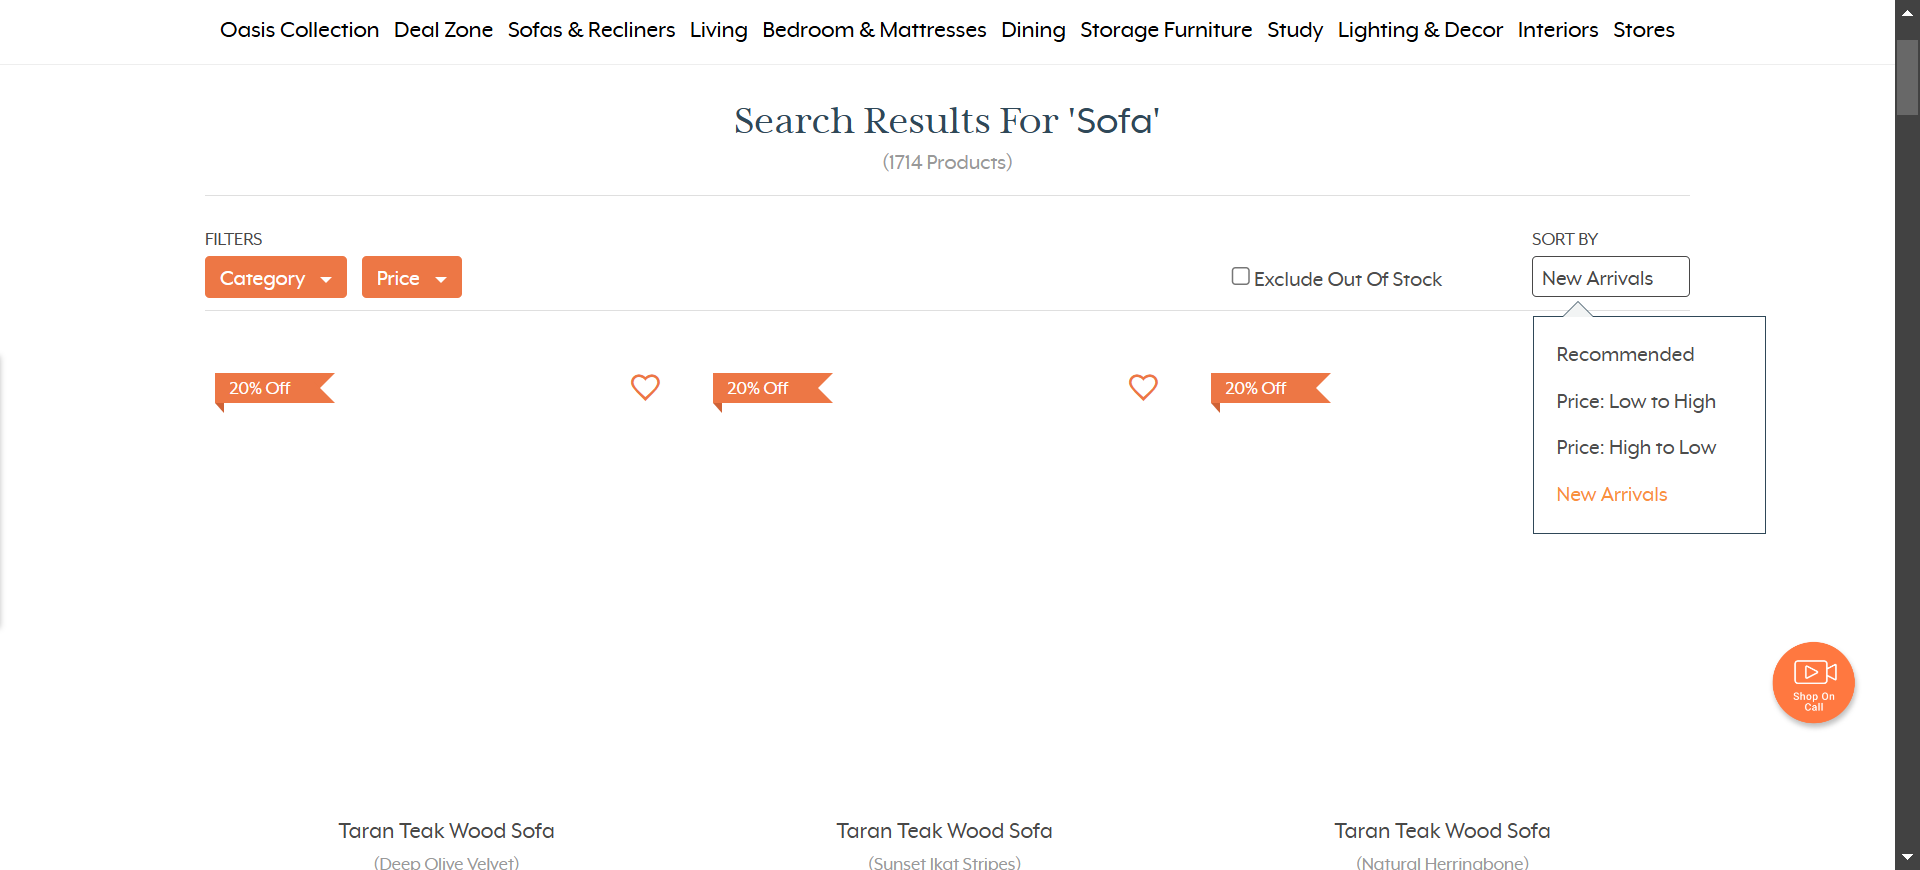 Oasis Collection Deal Zone Sofas & Recliners Living Bedroom & Mattresses Dining Storage Furniture Study Lighting & Decor Interiors Stores
Search Results For 'Sofa'
(1714 Products)
FILTERS
SORT BY
Category Price
Exclude Out Of Stock
New Arrivals
Recommended
Price: Low to High
Price: High to Low
New Arrivals
20% Off
20% Off
20% Off
Shop On
Call
Taran Teak Wood Sofa
(Deep Olive Velvet)
Taran Teak Wood Sofa
(Sunset Ikat Stripes)
Taran Teak Wood Sofa
(Natural Herringbone)